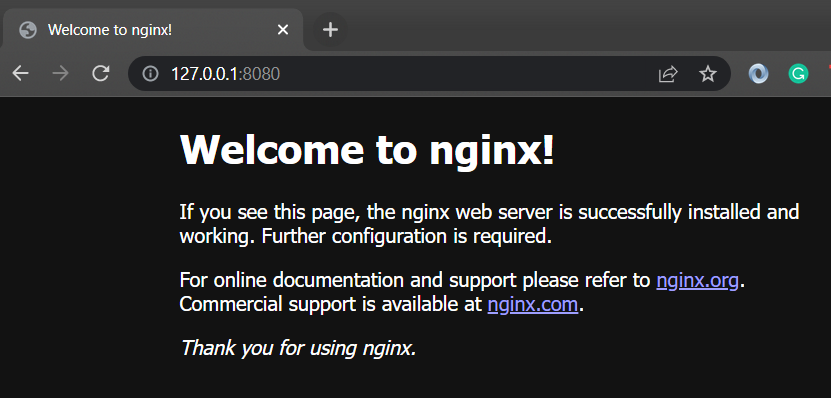 Welcome to nginx!
127.0.0.1:8080
Welcome to nginx!
If you see this page, the nginx web server is successfully installed and
working. Further configuration is required.
For online documentation and support please refer to nginx.org.
Commercial support is available at nginx.com.
Thank you for using nginx.